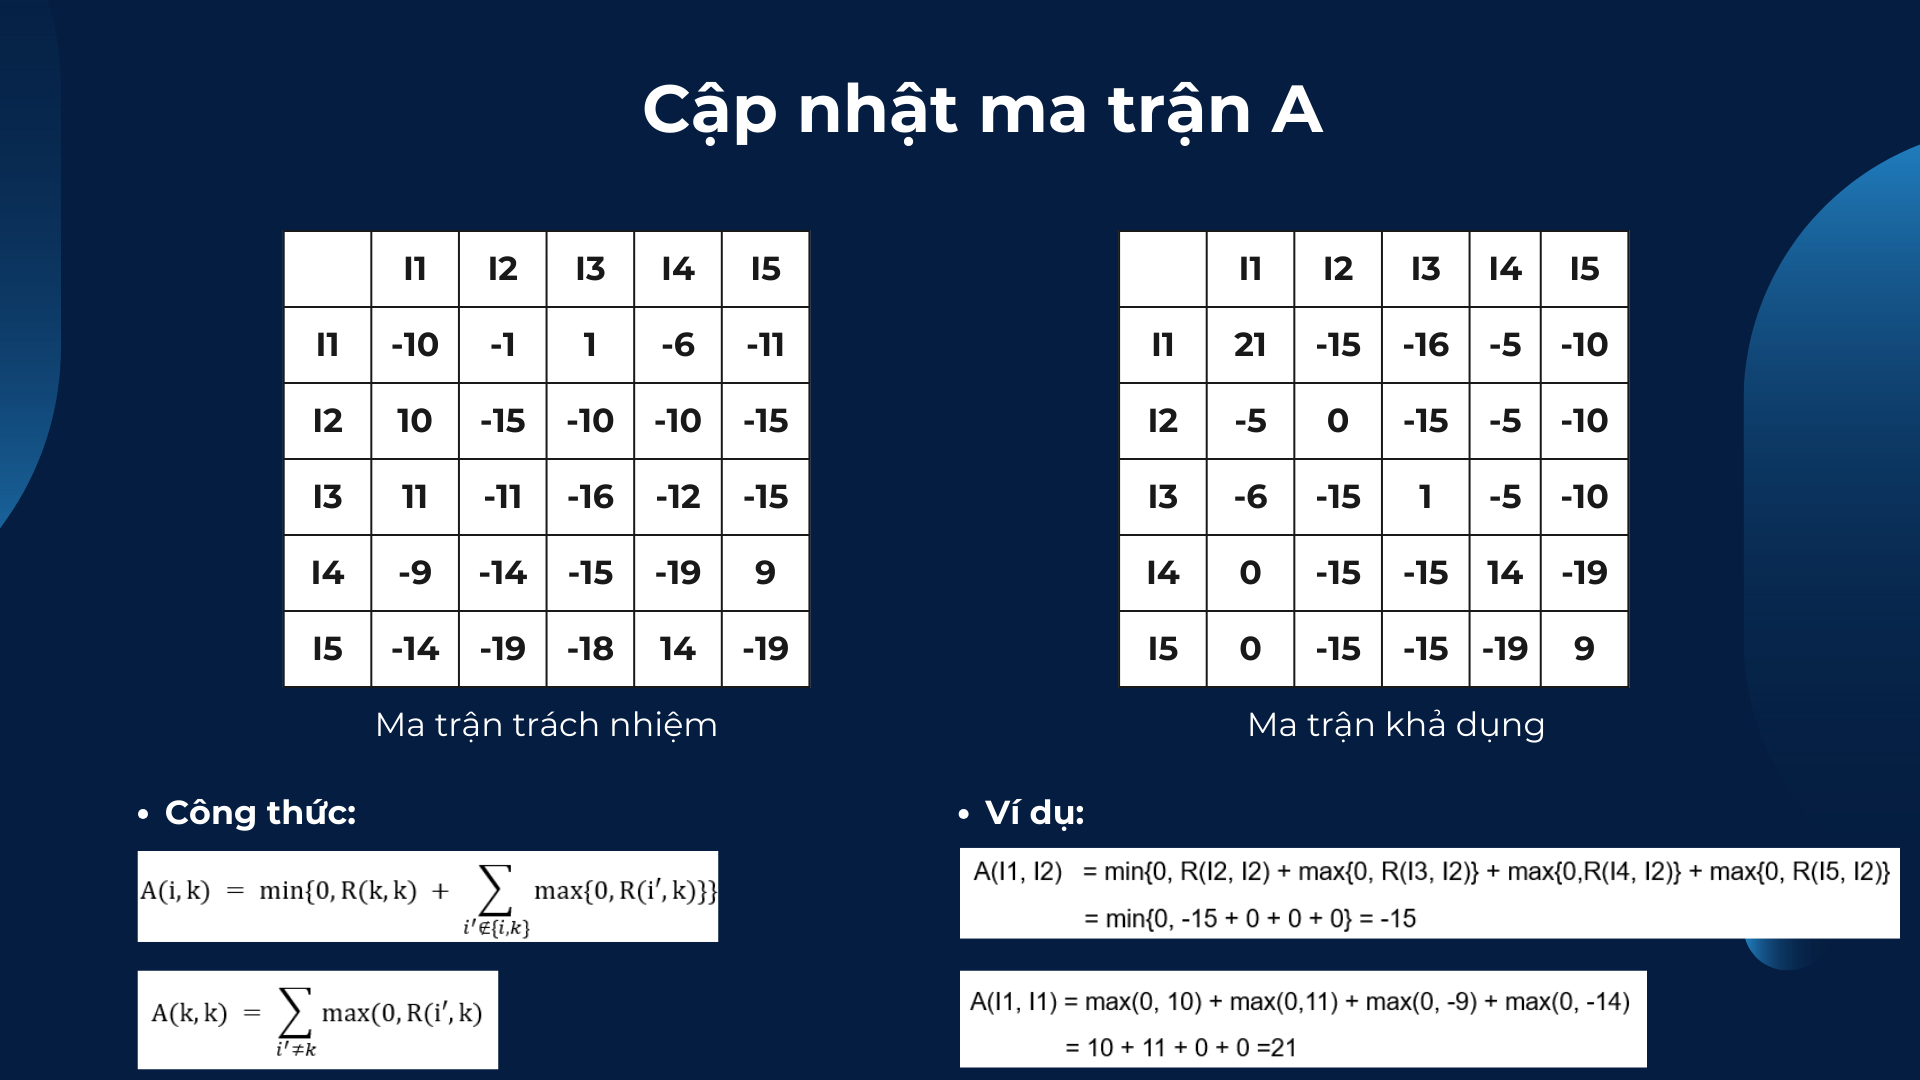 Cập nhật ma trận A
I1 I2 I3 I4 I5
I1 -10 -1 1 -6 -11
I2 10 -15 -10 -10 -15
I3 11 -11 -16 -12 -15
I4 -9 -14 -15 -19 9
I5 -14 -19 -18 14 -19
Ma trận trách nhiệm
I1 I2 I3 I4 I5
I1 21 -15 -16 -5 -10
I2 -5 0 -15 -5 -10
I3 -6 -15 1 -5 -10
I4 0 -15 -15 14 -19
I5 0 -15 -15 -19 9
Ma trận khả dụng
• Công thức:
A(i, k) = min{0, R(k, k) + ∑ max{0, R(i′, k)}}
i′∉{i,k}
A(k, k) = ∑ max(0, R(i′, k)
i′≠k
• Ví dụ:
A(I1, I2) = min{0, R(I2, I2) + max{0, R(I3, I2)} + max{0,R(I4, I2)} + max{0, R(I5, I2)}
= min{0, -15 + 0 + 0 + 0} = -15
A(I1, I1) = max(0, 10) + max(0,11) + max(0, -9) + max(0, -14)
= 10 + 11 + 0 + 0 =21